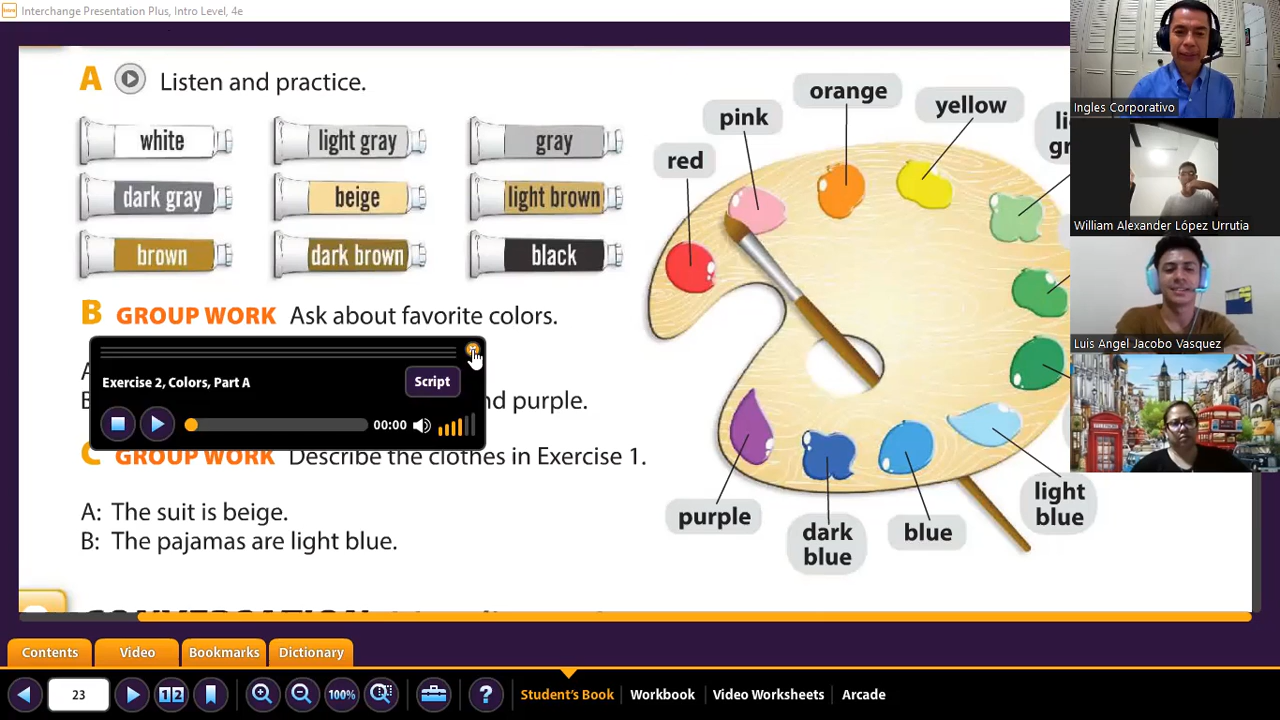 Interchange Presentation Plus, Intro Level, 4e
A Listen and practice.
white
light gray
gray
dark gray
beige
light brown
brown
dark brown
black
B GROUP WORK Ask about favorite colors.
Exercise 2, Colors, Part A
Script
00:00
purple.
C GROUP WORK Describe the clothes in Exercise 1.
A: The suit is beige.
B: The pajamas are light blue.
red
pink
orange
yellow
purple
dark
blue
blue
light
blue
Ingles Corporativo
William Alexander López Urrutia
Luis Angel Jacobo Vasquez
Contents
Video
Bookmarks
Dictionary
23
1 2
100%
?
Student's Book
Workbook
Video Worksheets
Arcade